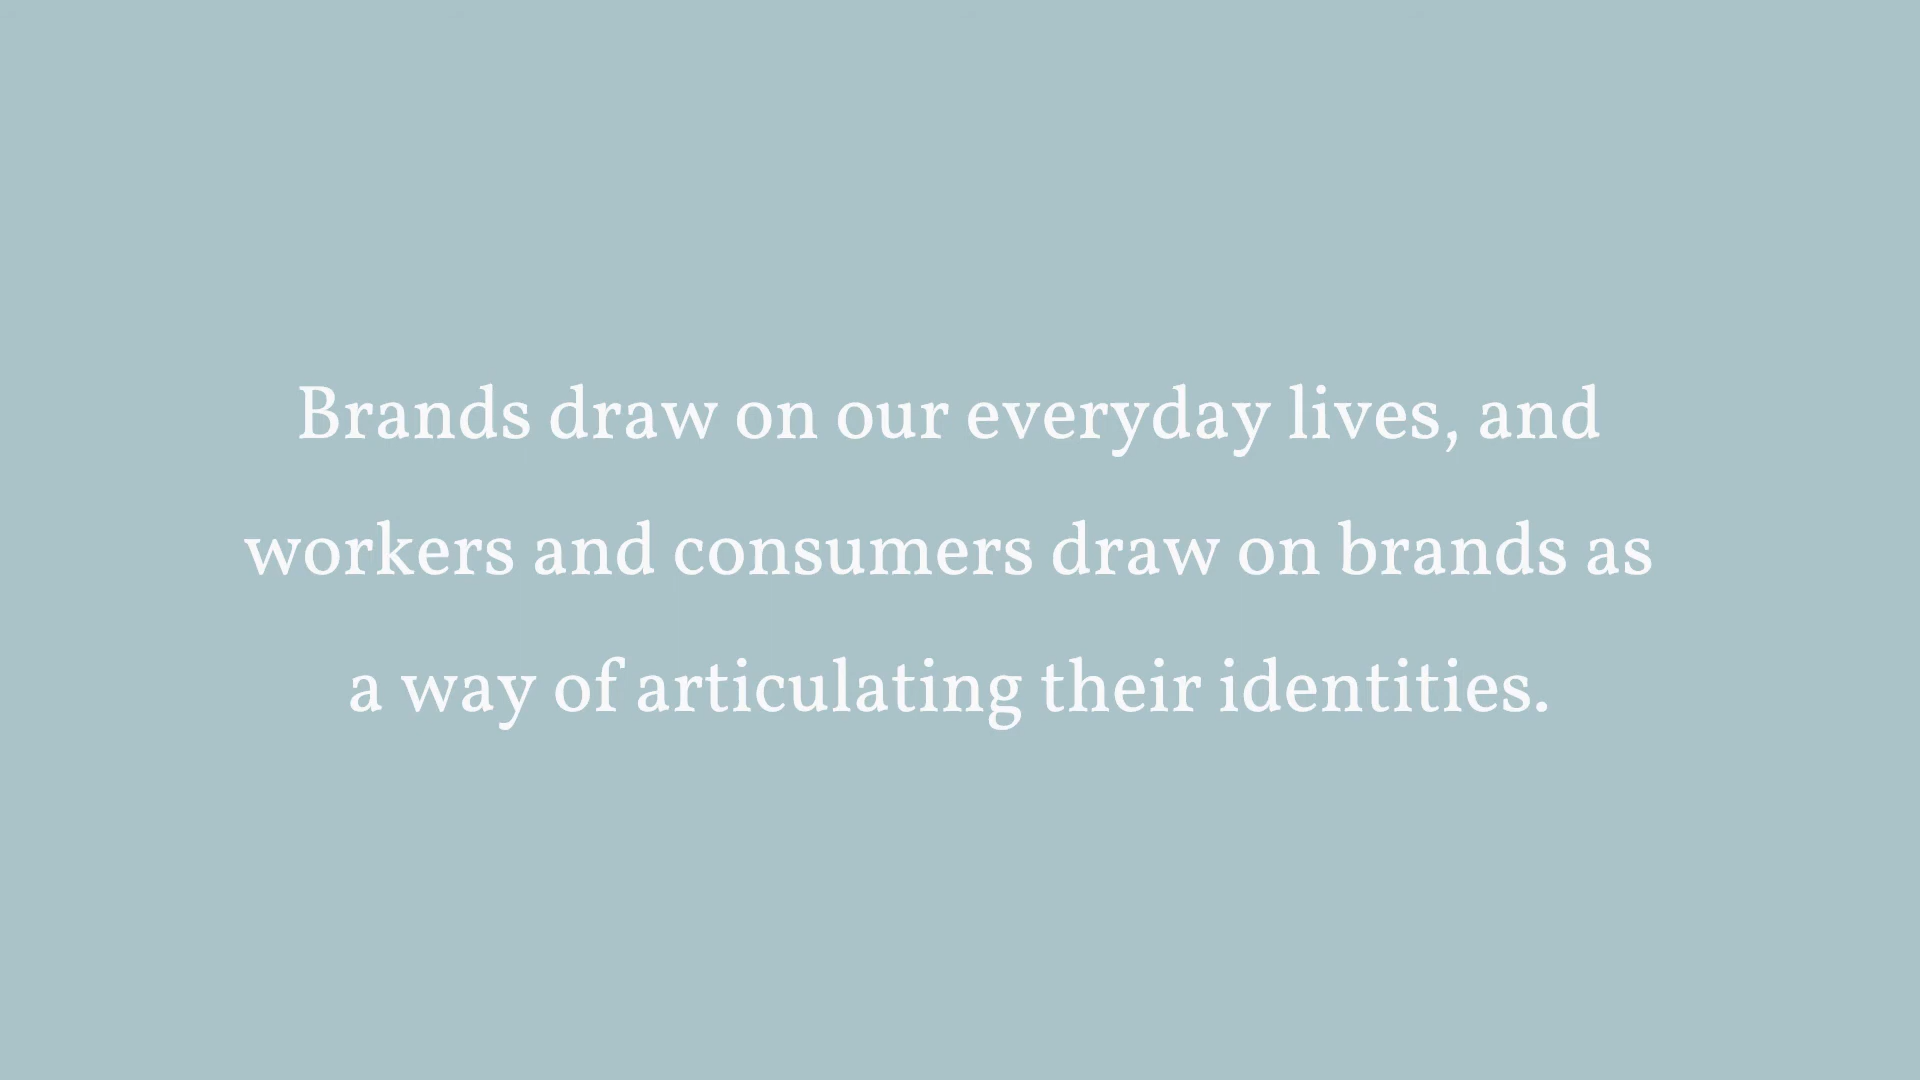 Brands draw on our everyday lives, and
workers and consumers draw on brands as
a way of articulating their identities.